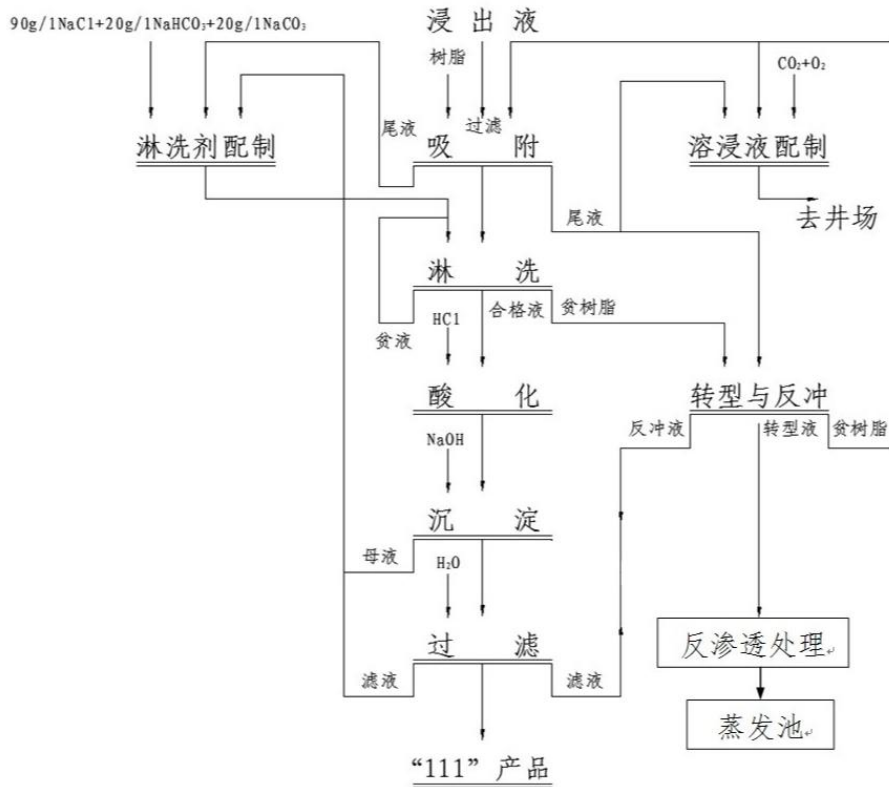 90g/lNaCl+20g/lNaHCO₃+20g/lNaCO₃
浸出液
树脂
CO₂+O₂
尾液
过滤
淋洗剂配制
吸附
溶浸液配制
尾液
去井场
淋洗
合格液
贫树脂
HCl
贫液
酸化
转型与反冲
NaOH
反冲液
转型液
贫树脂
沉淀
母液
H₂O
过滤
反渗透处理
滤液
滤液
蒸发池
“111”产品